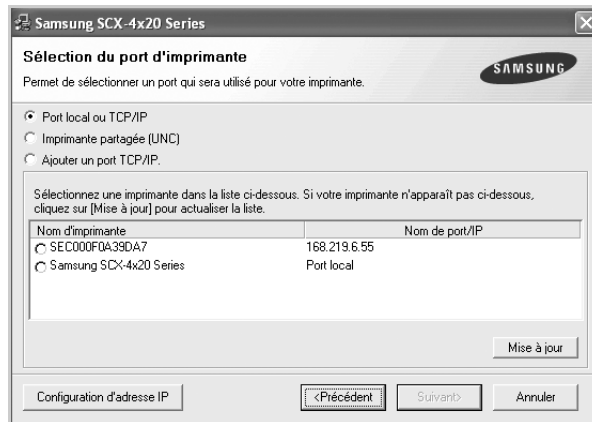 Samsung SCX-4x20 Series
Sélection du port d'imprimante
Permet de sélectionner un port qui sera utilisé pour votre imprimante.
SAMSUNG
Port local ou TCP/IP
Imprimante partagée (UNC)
Ajouter un port TCP/IP.
Sélectionnez une imprimante dans la liste ci-dessous. Si votre imprimante n'apparaît pas ci-dessous,
cliquez sur [Mise à jour] pour actualiser la liste.
Nom d'imprimante Nom de port/IP
SEC000F0A39DA7 168.219.6.55
Samsung SCX-4x20 Series Port local
Mise à jour
Configuration d'adresse IP <Précédent Suivant> Annuler